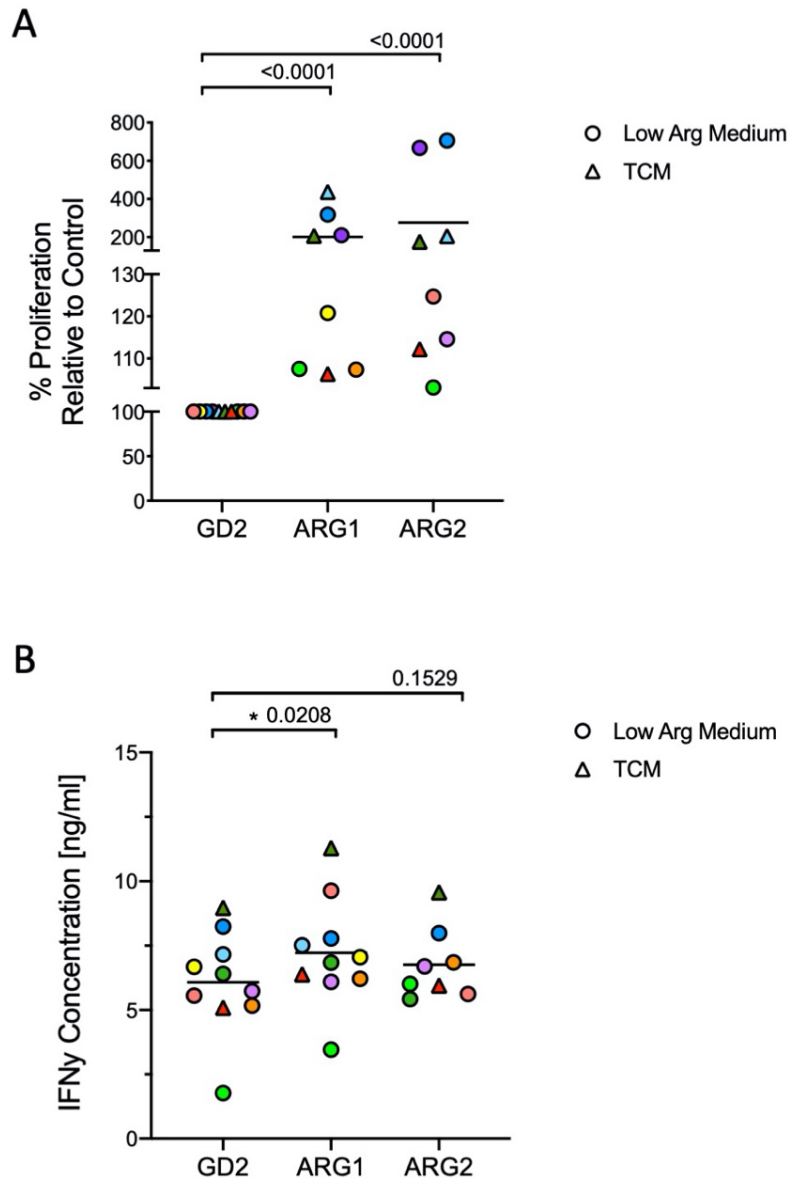 A
<0.0001
<0.0001
Low Arg Medium
TCM
% Proliferation
Relative to Control
800
600
400
200
130
120
110
100
50
0
GD2 ARG1 ARG2
B
0.1529
* 0.0208
Low Arg Medium
TCM
IFNy Concentration [ng/ml]
15
10
5
0
GD2 ARG1 ARG2